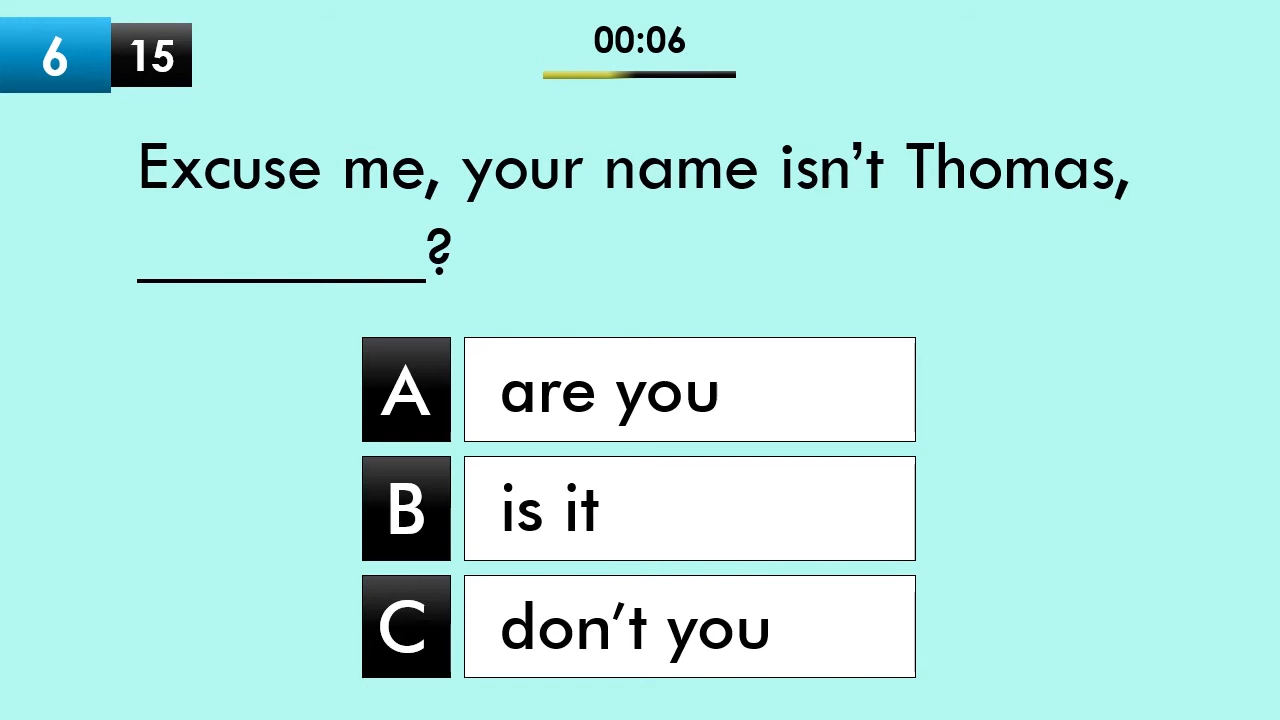 6 15
00:06
Excuse me, your name isn’t Thomas,
_________?
A are you
B is it
C don’t you